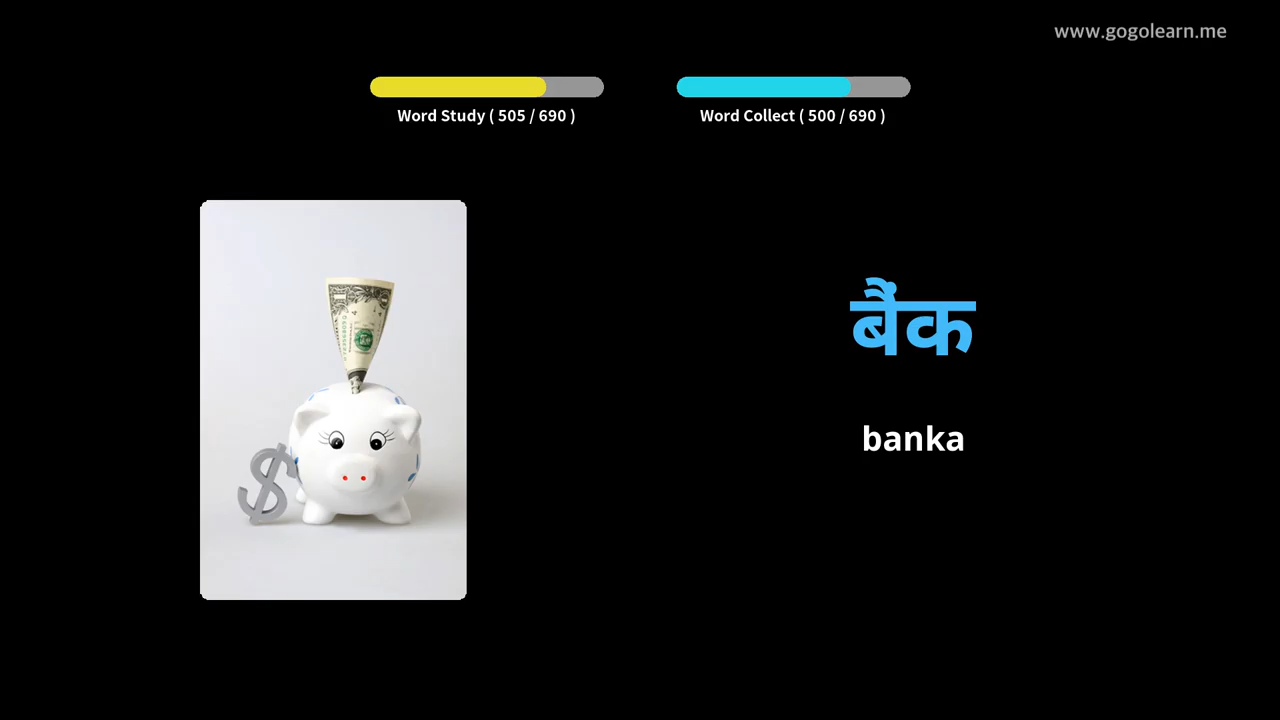 www.gogolearn.me
Word Study ( 505 / 690 )
Word Collect ( 500 / 690 )
बैंक
banka
$